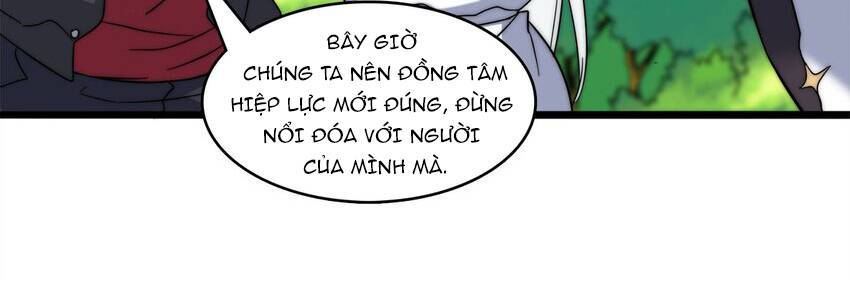 BÂY GIỜ
CHÚNG TA NÊN ĐỒNG TÂM
HIỆP LỰC MỚI ĐÚNG, ĐỪNG
NỔI ĐÓA VỚI NGƯỜI
CỦA MÌNH MÀ.